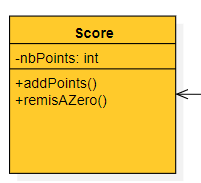 Score
-nbPoints: int
+addPoints()
+remisAZero()